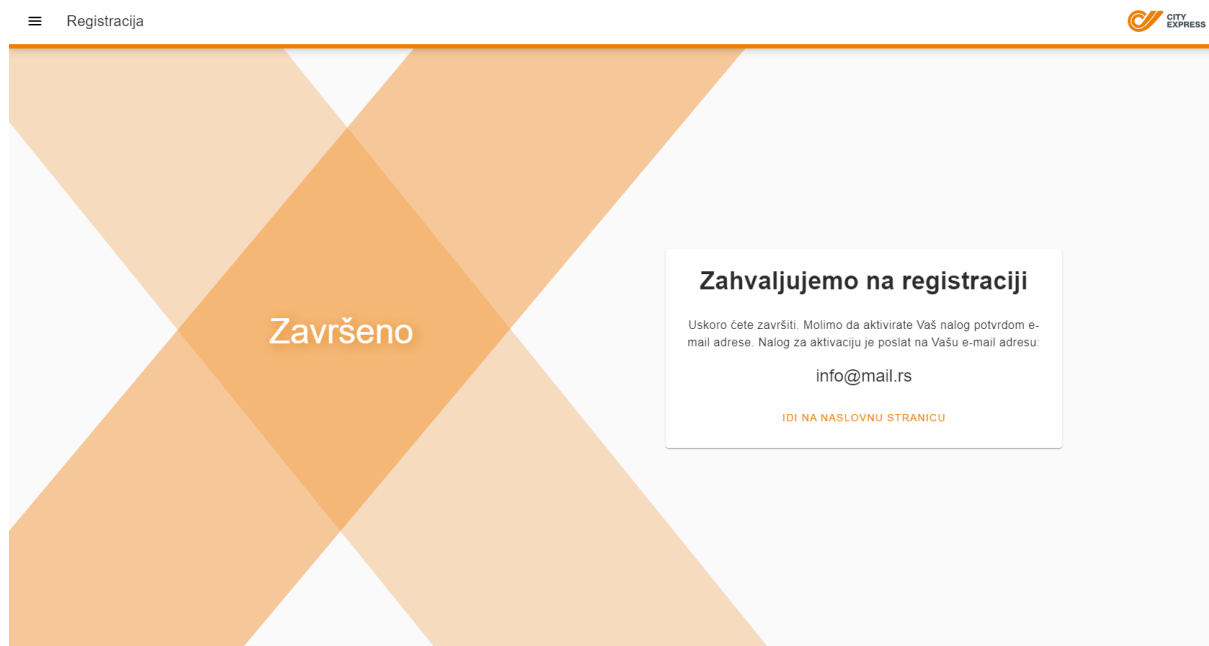 Registracija
CITY
EXPRESS
Završeno
Zahvaljujemo na registraciji
Uskoro ćete završiti. Molimo da aktivirate Vaš nalog potvrdom e-
mail adrese. Nalog za aktivaciju je poslat na Vašu e-mail adresu:
info@mail.rs
IDI NA NASLOVNU STRANICU